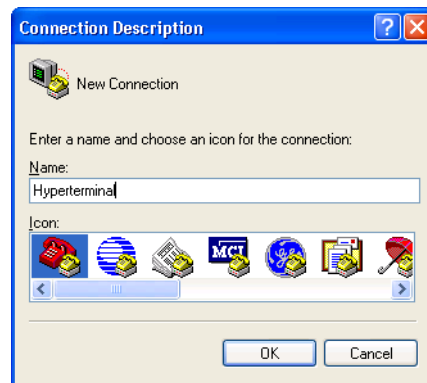 Connection Description
New Connection
Enter a name and choose an icon for the connection:
Name:
Hyperterminal
Icon:
MCI
OK
Cancel